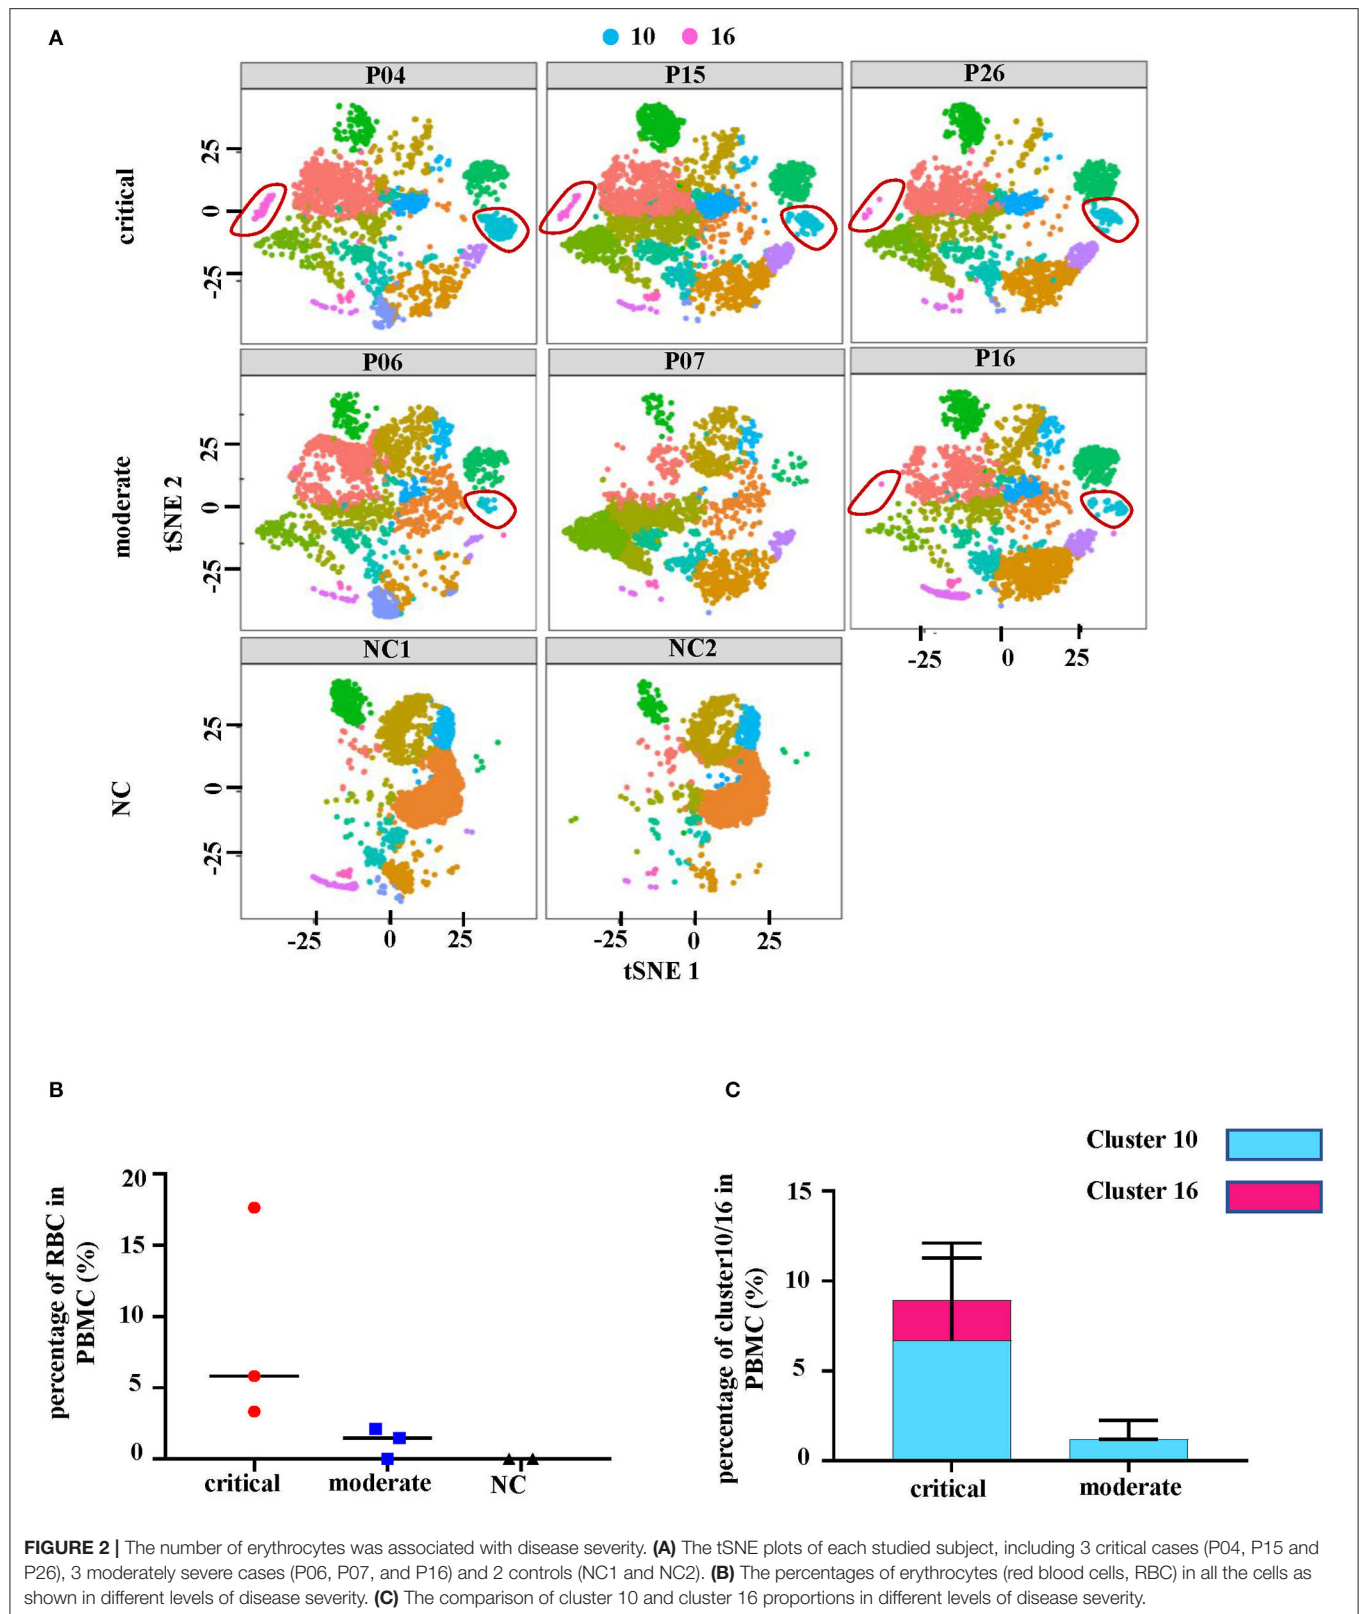 A
10 16
P04 P15 P26
critical
25
0
-25
P06 P07 P16
moderate
tSNE 2
25
0
-25
-25 0 25
NC1 NC2
NC
25
0
-25
-25 0 25 -25 0 25
tSNE 1
B
percentage of RBC in
PBMC (%)
20
15
10
5
0
critical moderate NC
C
Cluster 10
Cluster 16
percentage of cluster10/16 in
PBMC (%)
15
10
5
0
critical moderate
FIGURE 2 | The number of erythrocytes was associated with disease severity. (A) The tSNE plots of each studied subject, including 3 critical cases (P04, P15 and
P26), 3 moderately severe cases (P06, P07, and P16) and 2 controls (NC1 and NC2). (B) The percentages of erythrocytes (red blood cells, RBC) in all the cells as
shown in different levels of disease severity. (C) The comparison of cluster 10 and cluster 16 proportions in different levels of disease severity.